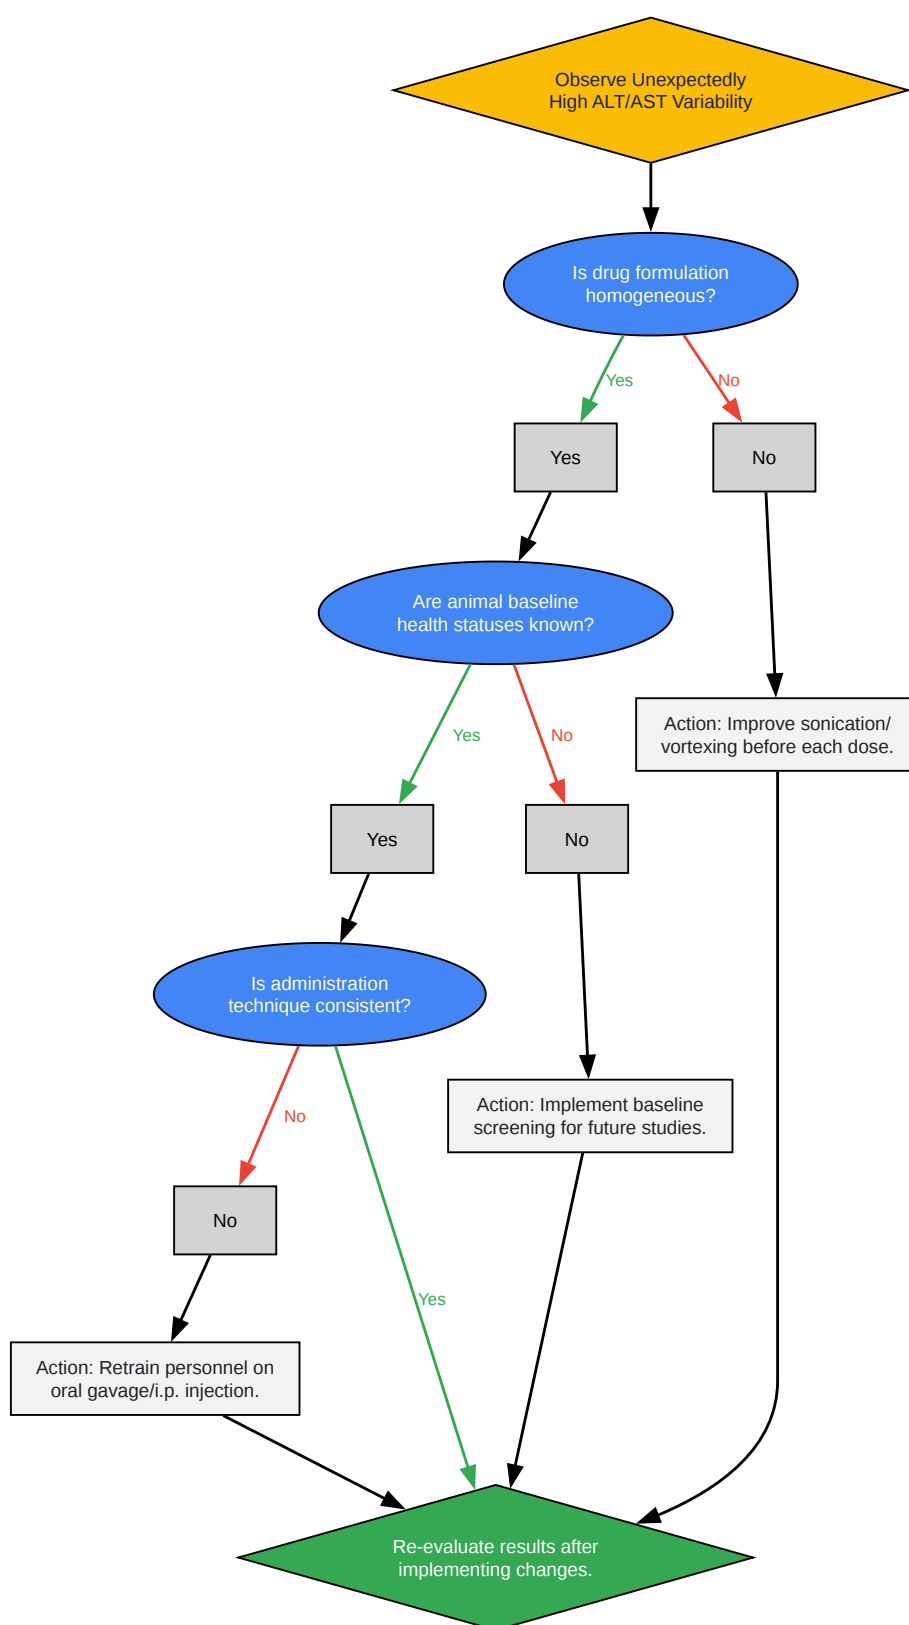 Observe Unexpectedly
High ALT/AST Variability
Is drug formulation
homogeneous?
Yes
No
Yes
No
Are animal baseline
health statuses known?
Action: Improve sonication/
vortexing before each dose.
Yes
No
Yes
No
Is administration
technique consistent?
Action: Implement baseline
screening for future studies.
No
No
Yes
Action: Retrain personnel on
oral gavage/i.p. injection.
Re-evaluate results after
implementing changes.